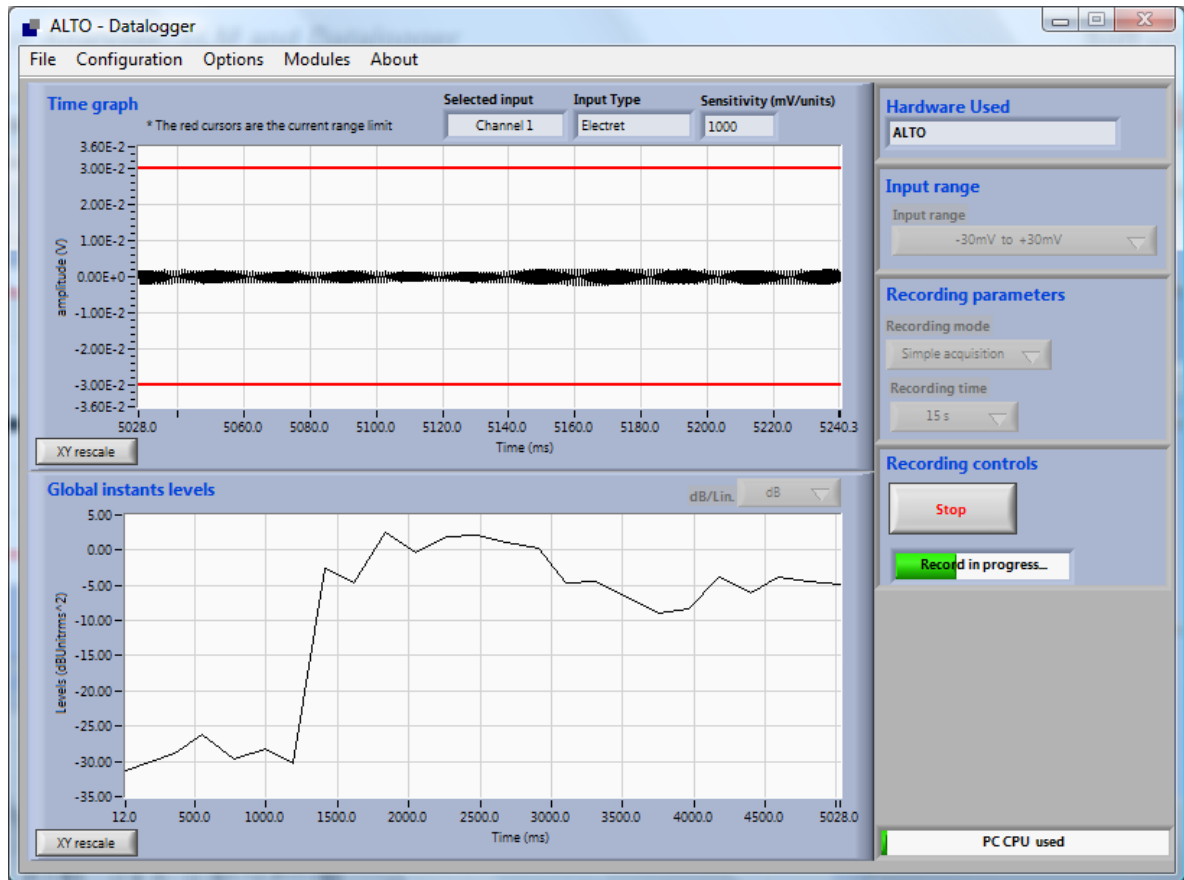 ALTO - Datalogger
File Configuration Options Modules About
Time graph
* The red cursors are the current range limit
Selected input Input Type Sensitivity (mV/units)
Channel 1 Electret 1000
3.60E-2
3.00E-2
2.00E-2
1.00E-2
0.00E+0
-1.00E-2
-2.00E-2
-3.00E-2
-3.60E-2
amplitude (V)
5028.0 5060.0 5080.0 5100.0 5120.0 5140.0 5160.0 5180.0 5200.0 5220.0 5240.3
Time (ms)
XY rescale
Global instants levels
dB/Lin. dB
5.00
0.00
-5.00
-10.00
-15.00
-20.00
-25.00
-30.00
-35.00
Levels (dBUnitrms^2)
12.0 500.0 1000.0 1500.0 2000.0 2500.0 3000.0 3500.0 4000.0 4500.0 5028.0
Time (ms)
XY rescale
Hardware Used
ALTO
Input range
Input range
-30mV to +30mV
Recording parameters
Recording mode
Simple acquisition
Recording time
15 s
Recording controls
Stop
Record in progress...
PC CPU used